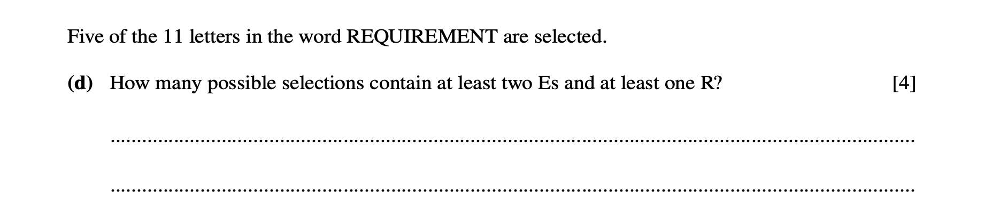 Five of the 11 letters in the word REQUIREMENT are selected.
(d) How many possible selections contain at least two Es and at least one R? [4]